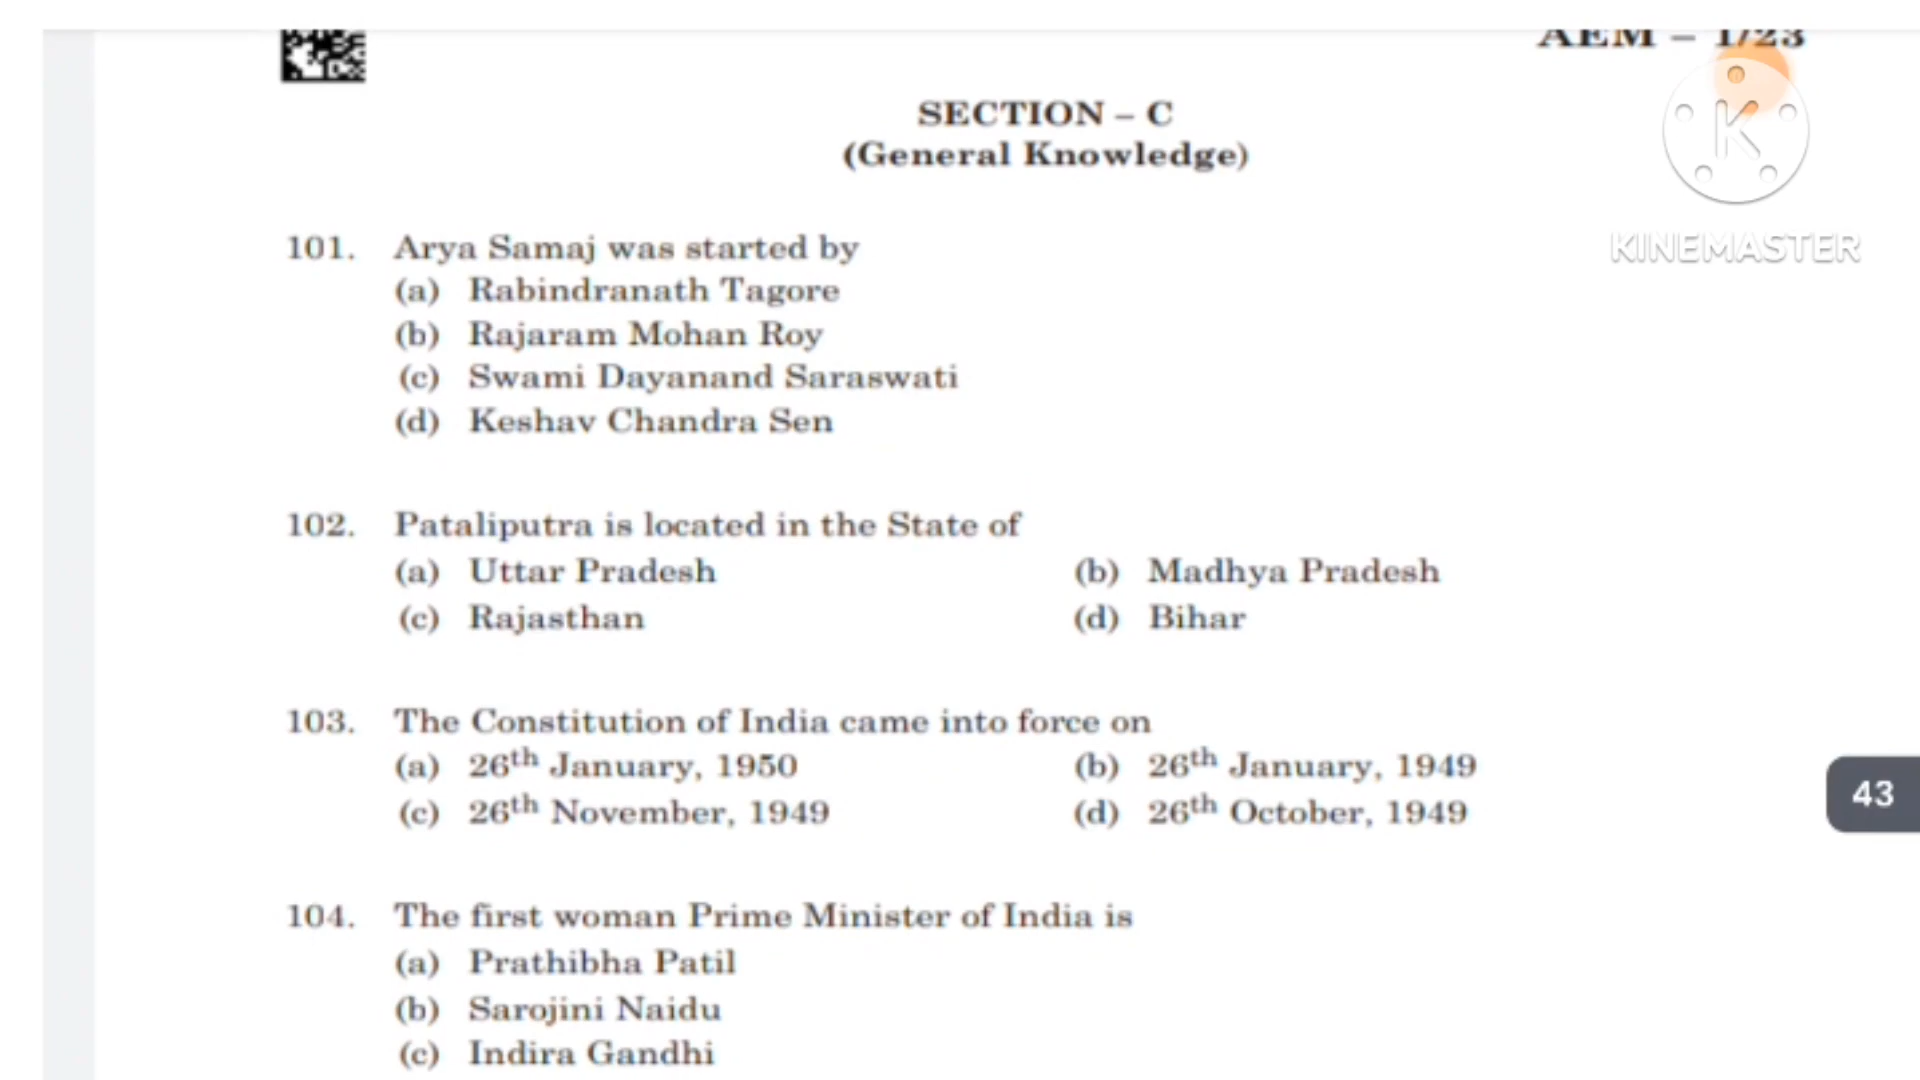 AEM – 1/23
SECTION – C
(General Knowledge)
KINEMASTER
101. Arya Samaj was started by
(a) Rabindranath Tagore
(b) Rajaram Mohan Roy
(c) Swami Dayanand Saraswati
(d) Keshav Chandra Sen
102. Pataliputra is located in the State of
(a) Uttar Pradesh (b) Madhya Pradesh
(c) Rajasthan (d) Bihar
103. The Constitution of India came into force on
(a) 26th January, 1950 (b) 26th January, 1949
(c) 26th November, 1949 (d) 26th October, 1949
43
104. The first woman Prime Minister of India is
(a) Prathibha Patil
(b) Sarojini Naidu
(c) Indira Gandhi